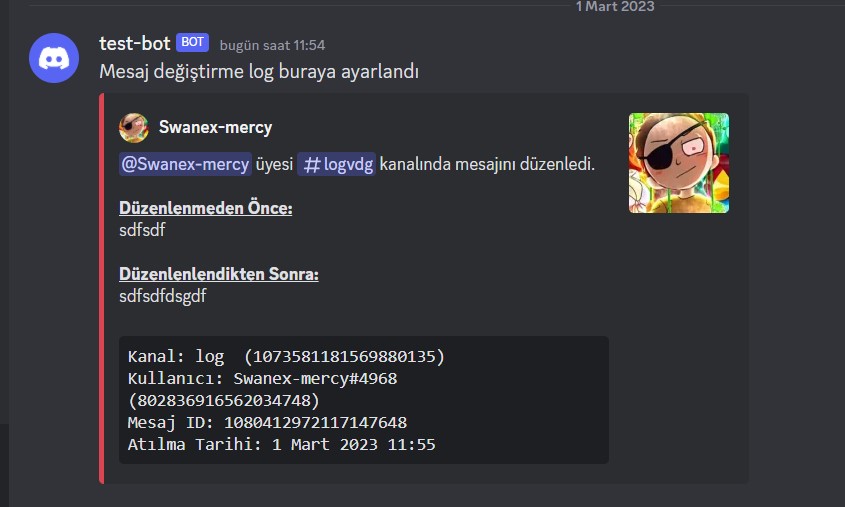 1 Mart 2023
test-bot BOT bugün saat 11:54
Mesaj değiştirme log buraya ayarlandı
Swanex-mercy
@Swanex-mercy üyesi #logvdg kanalında mesajını düzenledi.
Düzenlenmeden Önce:
sdfsdf
Düzenlenlendikten Sonra:
sdfsdfdsgdf
Kanal: log  (1073581181569880135)
Kullanıcı: Swanex-mercy#4968
(802836916562034748)
Mesaj ID: 1080412972117147648
Atılma Tarihi: 1 Mart 2023 11:55